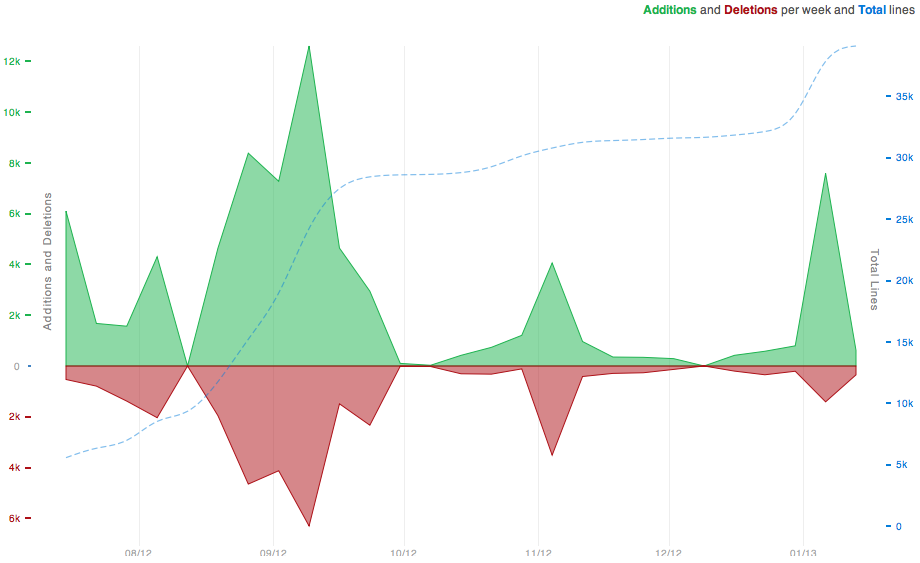 Additions and Deletions per week and Total lines
12k
10k
8k
6k
4k
2k
0
2k
4k
6k
Additions and Deletions
35k
30k
25k
20k
15k
10k
5k
0
Total Lines
08/12
09/12
10/12
11/12
12/12
01/13